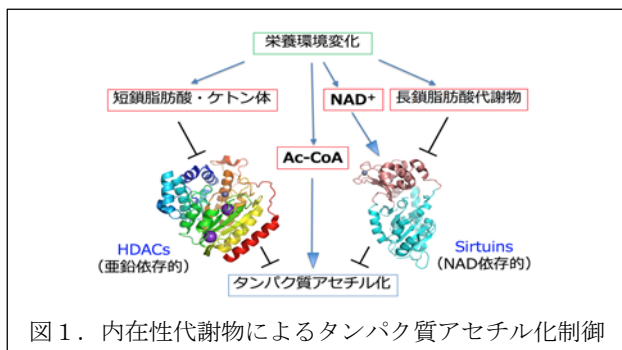 栄養環境変化
短鎖脂肪酸・ケトン体
NAD⁺
長鎖脂肪酸代謝物
Ac-CoA
HDACs
(亜鉛依存的)
Sirtuins
(NAD依存的)
タンパク質アセチル化
図1. 内在性代謝物によるタンパク質アセチル化制御